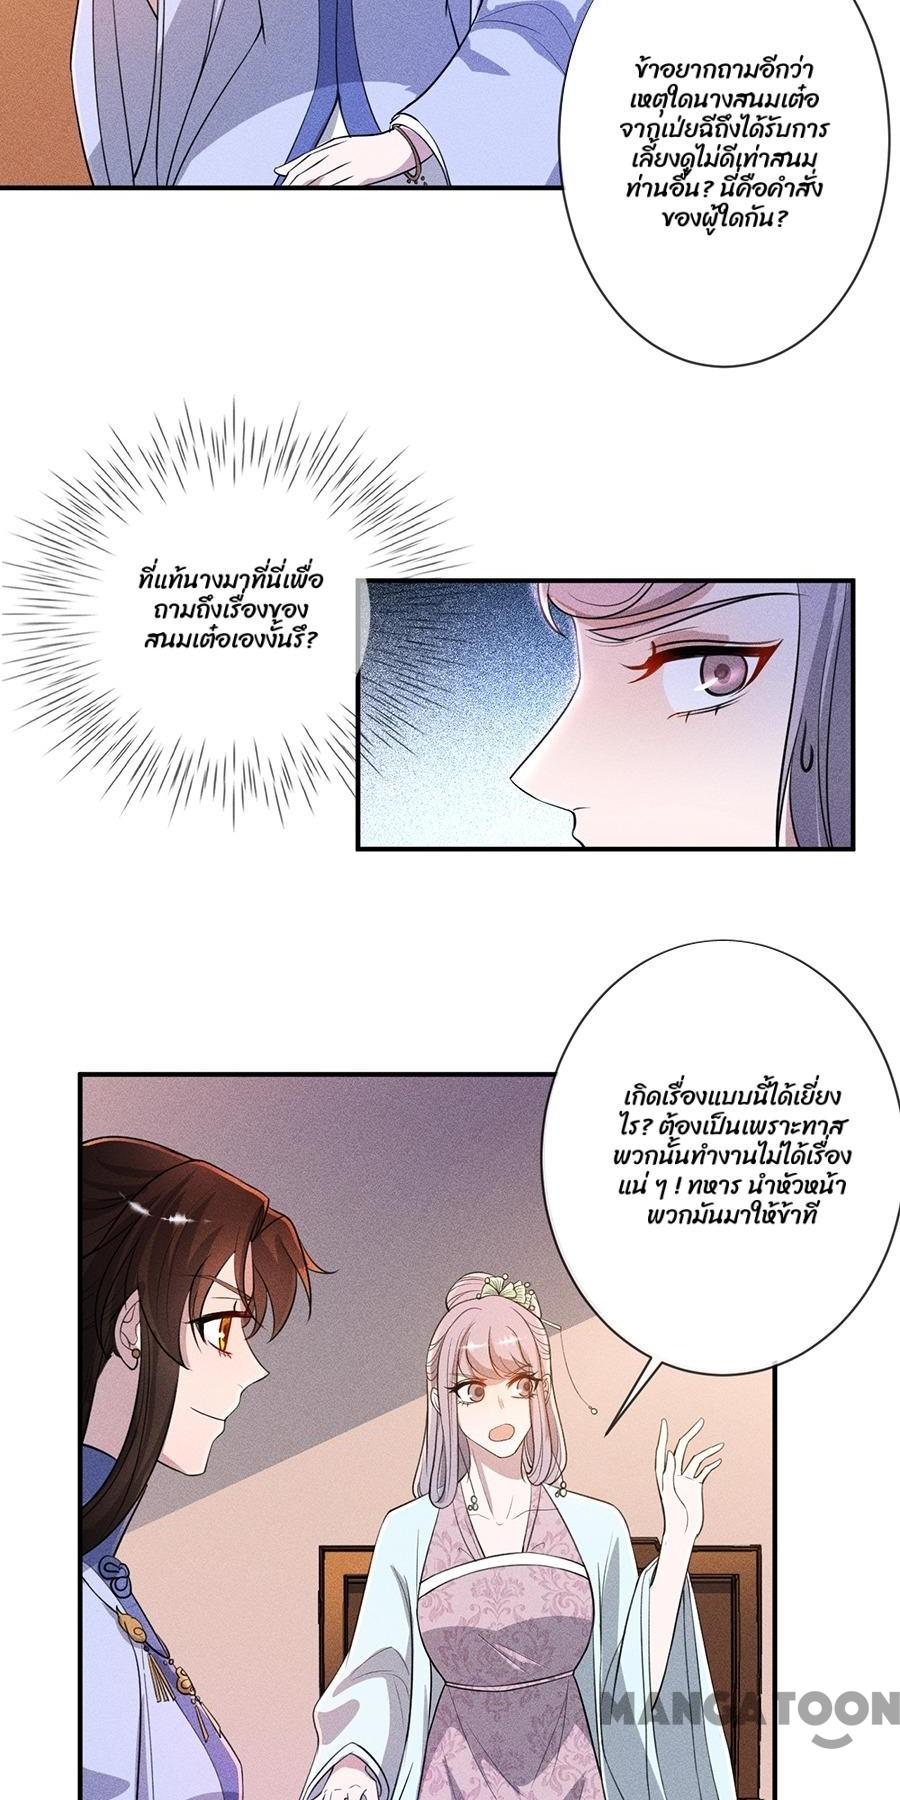 ข้าอยากถามอีกว่า
เหตุใดนางสนมเต๋อ
จากเป่ยฉีถึงได้รับการ
เลี้ยงดูไม่ดีเท่าสนม
ท่านอื่น? นี่คือคำสั่ง
ของผู้ใดกัน?
ที่แท้นางมาที่นี่เพื่อ
ถามถึงเรื่องของ
สนมเต๋อเองงั้นรึ?
เกิดเรื่องแบบนี้ได้เยี่ยง
ไร? ต้องเป็นเพราะทาส
พวกนั้นทำงานไม่ได้เรื่อง
แน่ ๆ ! ทหาร นำหัวหน้า
พวกมันมาให้ข้าที
MANGATOON